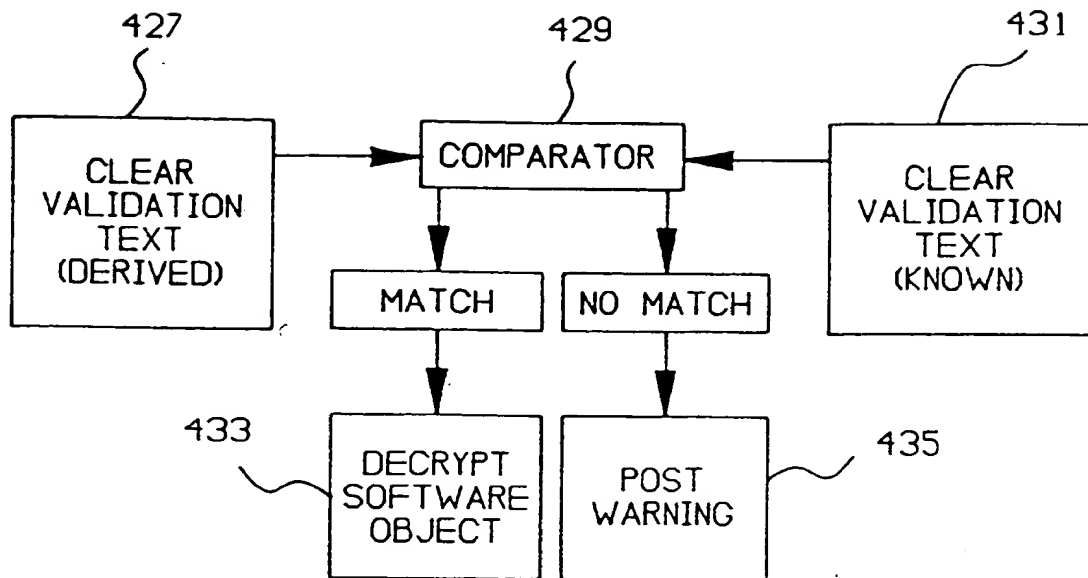 427
429
431
CLEAR
VALIDATION
TEXT
(DERIVED)
COMPARATOR
CLEAR
VALIDATION
TEXT
(KNOWN)
MATCH
NO MATCH
433
DECRYPT
SOFTWARE
OBJECT
POST
WARNING
435